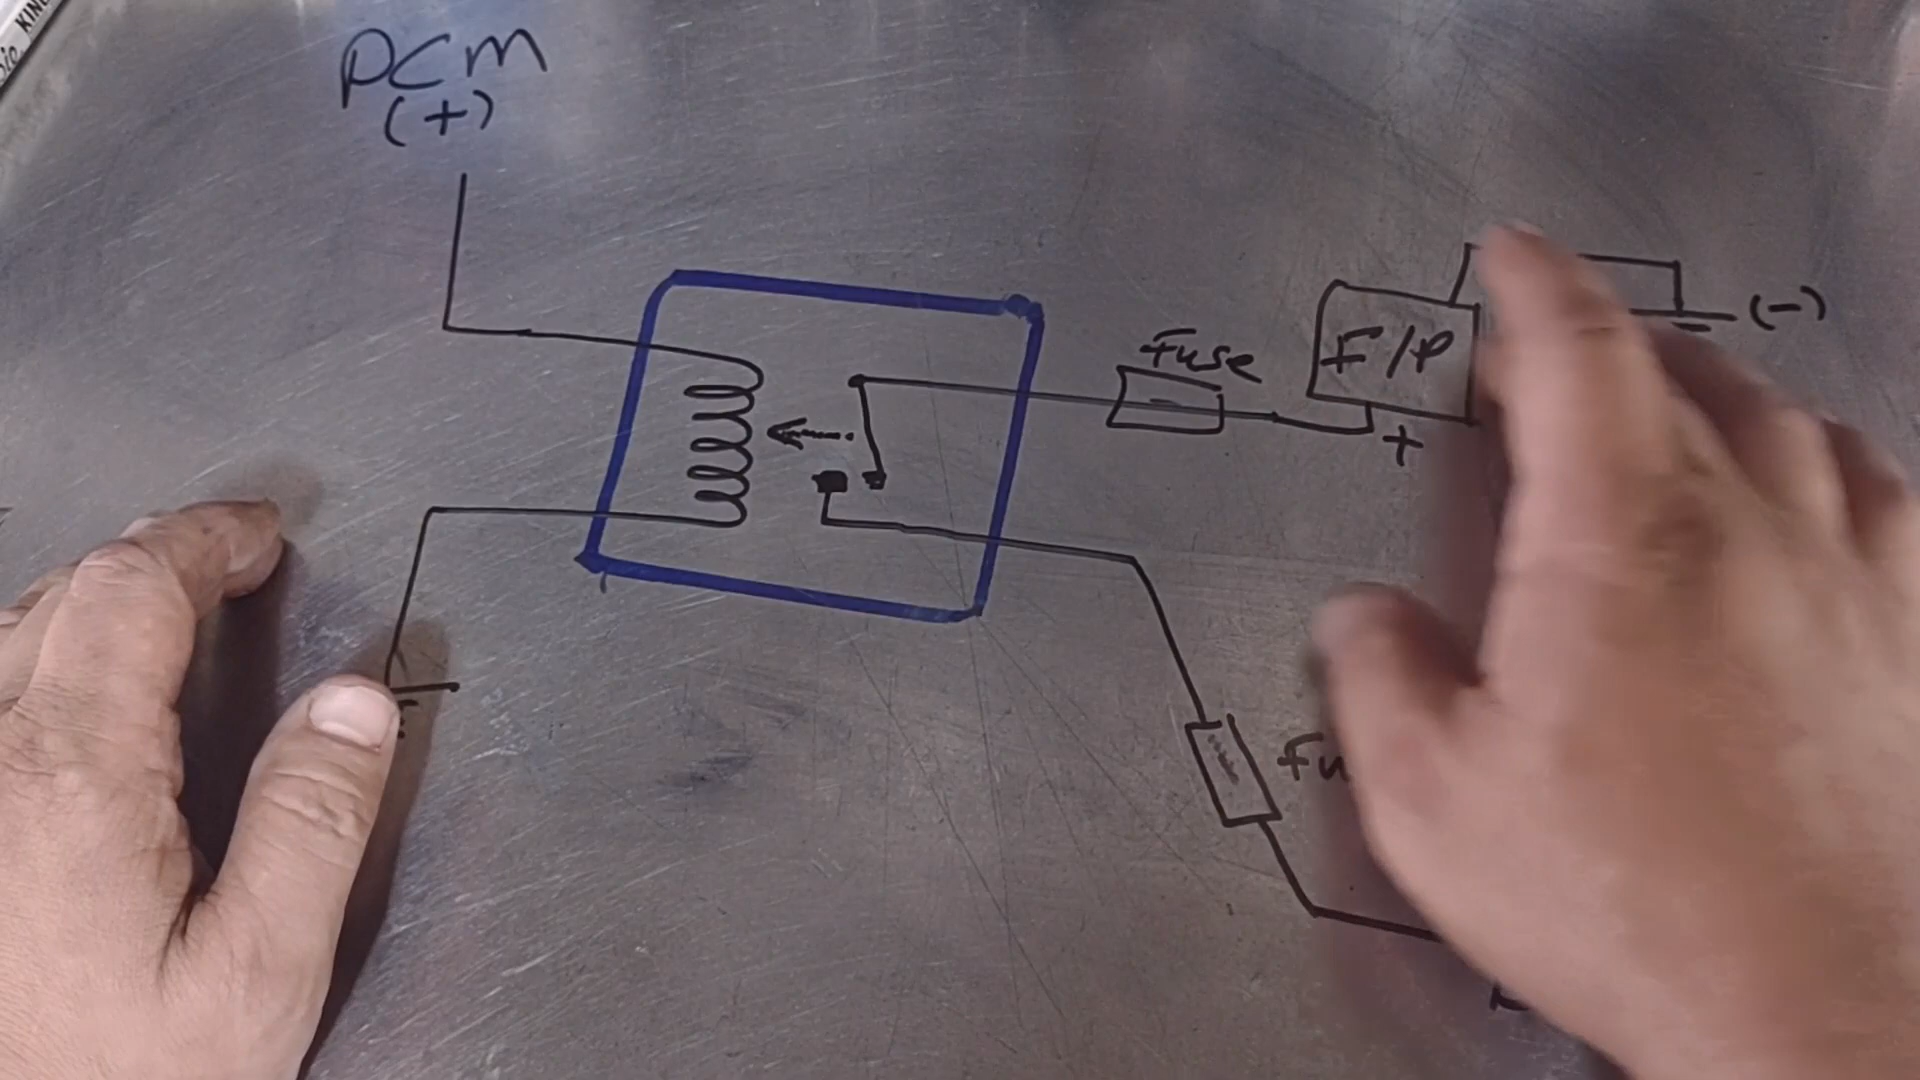 PCM
(+)
Fuse
F/P
(-)
+